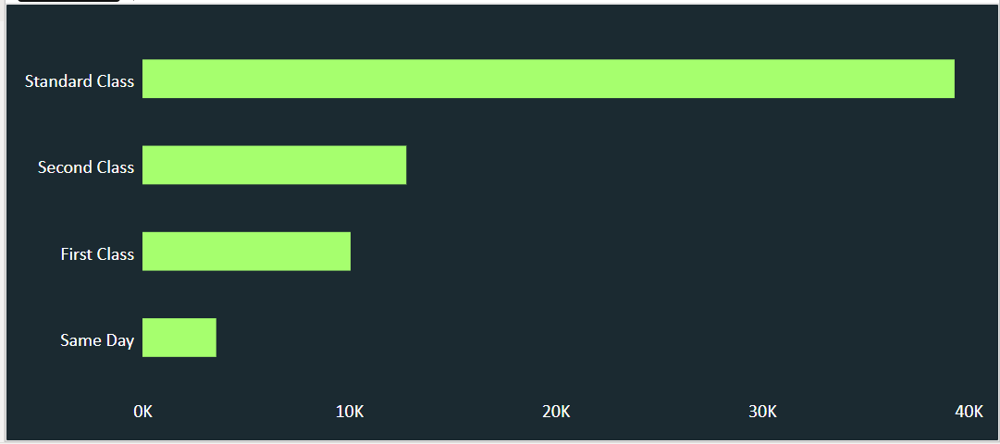 Standard Class
Second Class
First Class
Same Day
0K 10K 20K 30K 40K